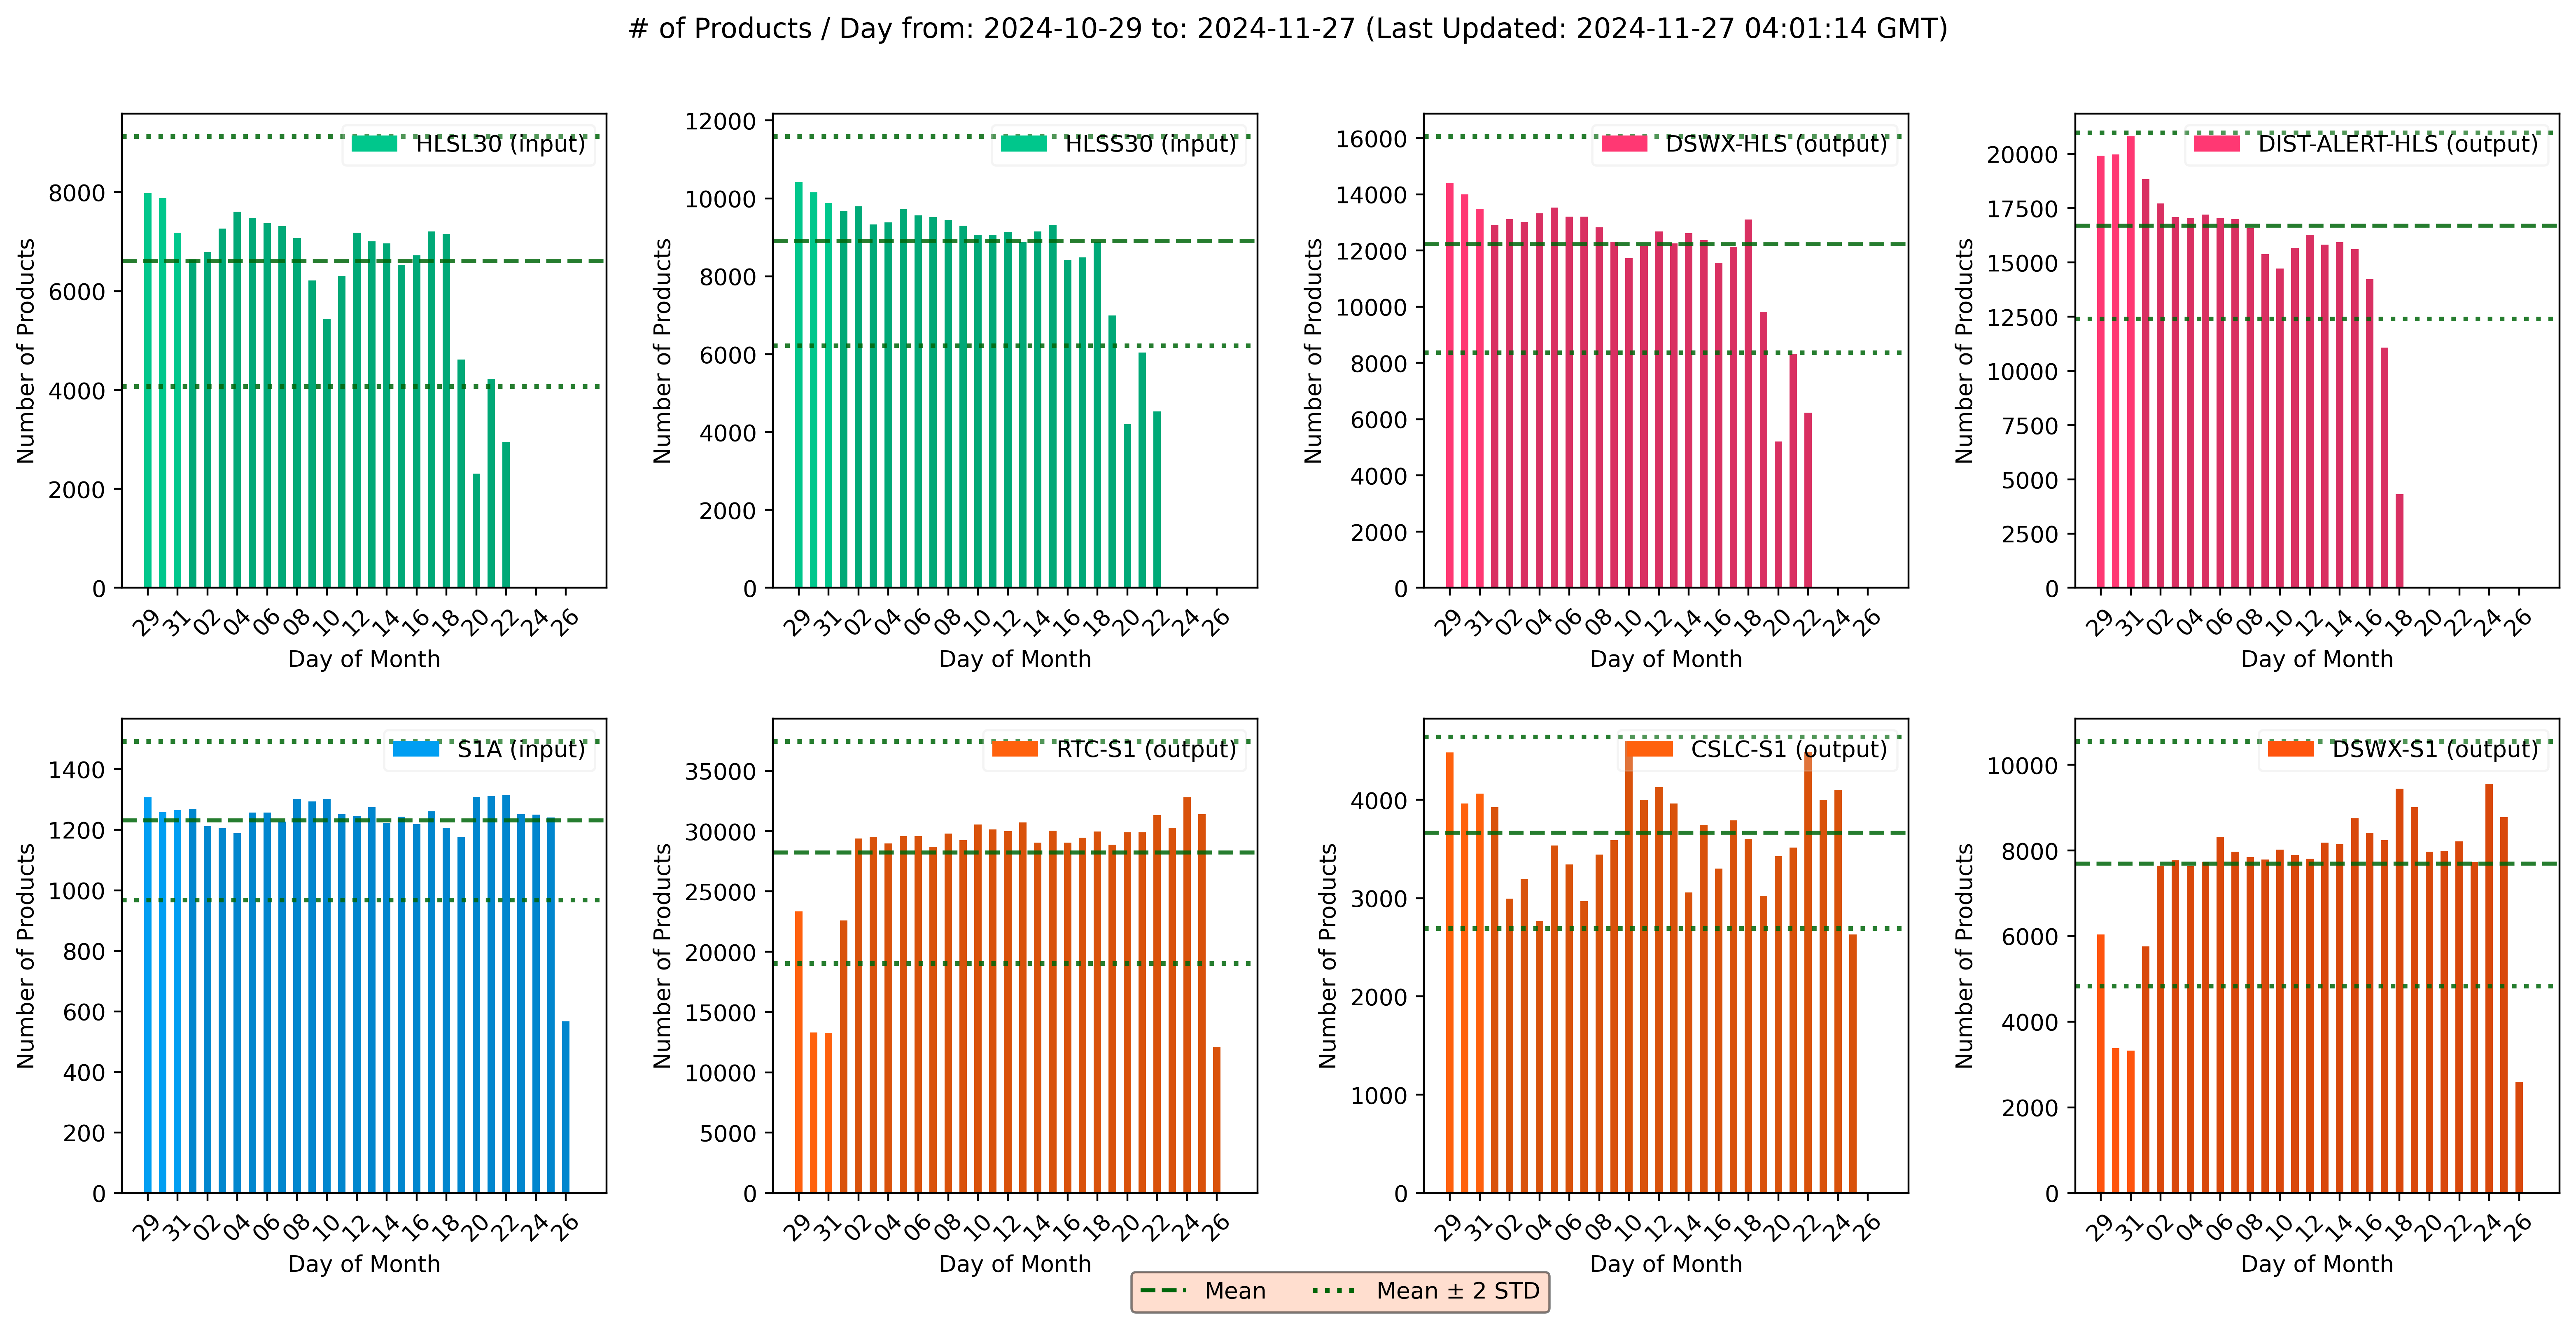 # of Products / Day from: 2024-10-29 to: 2024-11-27 (Last Updated: 2024-11-27 04:01:14 GMT)
HLSL30 (input)
Number of Products
8000
6000
4000
2000
0
29 31 02 04 06 08 10 12 14 16 18 20 22 24 26
Day of Month
HLSS30 (input)
Number of Products
12000
10000
8000
6000
4000
2000
0
29 31 02 04 06 08 10 12 14 16 18 20 22 24 26
Day of Month
DSWX-HLS (output)
Number of Products
16000
14000
12000
10000
8000
6000
4000
2000
0
29 31 02 04 06 08 10 12 14 16 18 20 22 24 26
Day of Month
DIST-ALERT-HLS (output)
Number of Products
20000
17500
15000
12500
10000
7500
5000
2500
0
29 31 02 04 06 08 10 12 14 16 18 20 22 24 26
Day of Month
S1A (input)
Number of Products
1400
1200
1000
800
600
400
200
0
29 31 02 04 06 08 10 12 14 16 18 20 22 24 26
Day of Month
RTC-S1 (output)
Number of Products
35000
30000
25000
20000
15000
10000
5000
0
29 31 02 04 06 08 10 12 14 16 18 20 22 24 26
Day of Month
CSLC-S1 (output)
Number of Products
4000
3000
2000
1000
0
29 31 02 04 06 08 10 12 14 16 18 20 22 24 26
Day of Month
DSWX-S1 (output)
Number of Products
10000
8000
6000
4000
2000
0
29 31 02 04 06 08 10 12 14 16 18 20 22 24 26
Day of Month
Mean Mean ± 2 STD